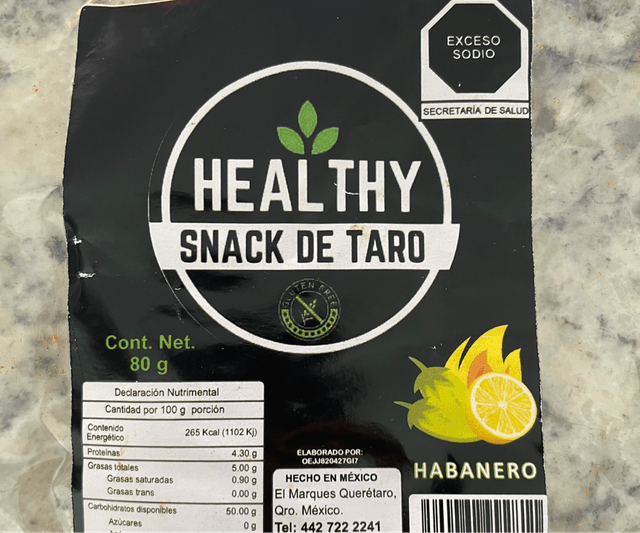 EXCESO
SODIO
SECRETARÍA DE SALUD
HEALTHY
SNACK DE TARO
GLUTEN FREE
Cont. Net.
80 g
Declaración Nutrimental
Cantidad por 100 g porción
Contenido Energético 265 Kcal (1102 Kj)
Proteínas 4.30 g
Grasas totales 5.00 g
Grasas saturadas 0.90 g
Grasas trans 0.00 g
Carbohidratos disponibles 50.00 g
Azúcares 0 g
ELABORADO POR:
OEJJ820427GI7
HECHO EN MÉXICO
El Marques Querétaro,
Qro. México.
Tel: 442 722 2241
HABANERO